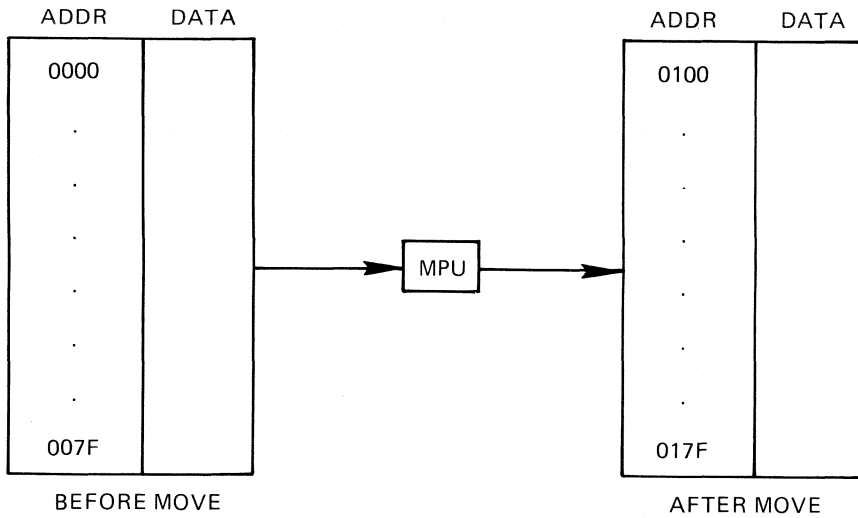 ADDR DATA
0000
.
.
.
.
.
.
007F
BEFORE MOVE
MPU
ADDR DATA
0100
.
.
.
.
.
.
017F
AFTER MOVE